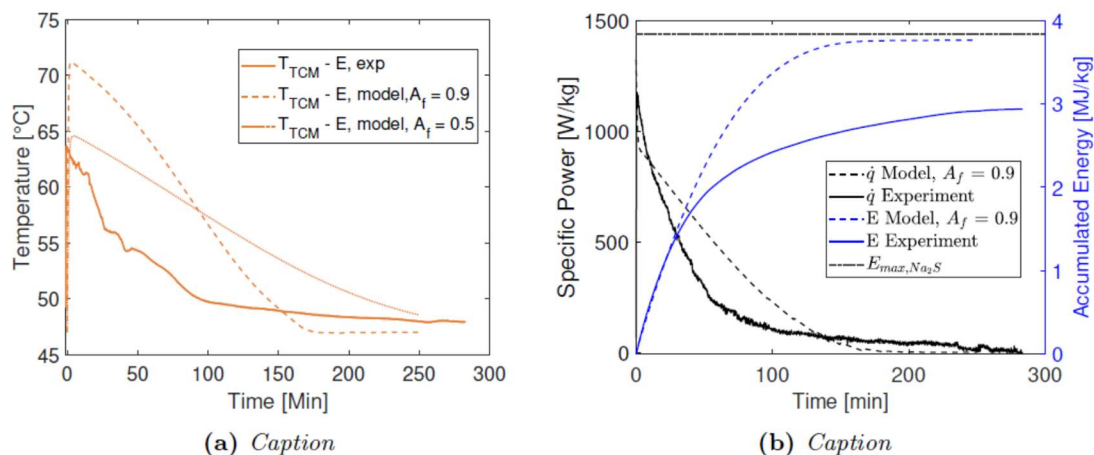 75
70
65
60
55
50
45
0
50
100
150
200
250
300
Temperature [°C]
Time [Min]
T_TCM - E, exp
T_TCM - E, model,A_f = 0.9
T_TCM - E, model, A_f = 0.5
(a) Caption
1500
1000
500
0
0
100
200
300
4
3
2
1
0
Specific Power [W/kg]
Time [min]
Accumulated Energy [MJ/kg]
q̇ Model, A_f = 0.9
q̇ Experiment
E Model, A_f = 0.9
E Experiment
E_max,Na₂S
(b) Caption